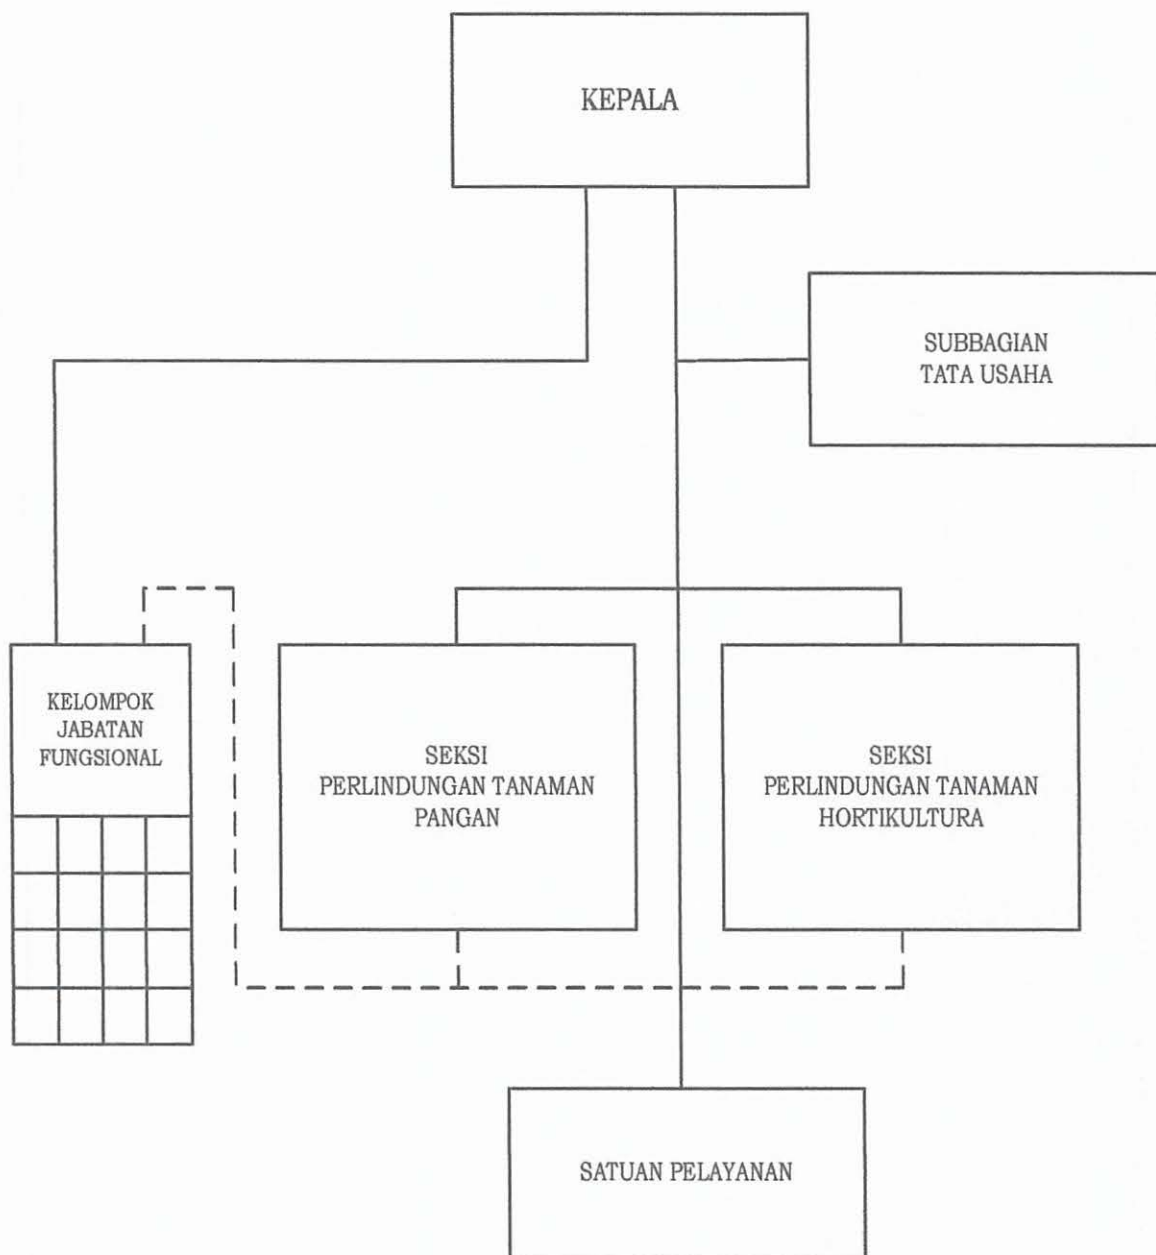 KEPALA
SUBBAGIAN
TATA USAHA
KELOMPOK
JABATAN
FUNGSIONAL
SEKSI
PERLINDUNGAN TANAMAN
PANGAN
SEKSI
PERLINDUNGAN TANAMAN
HORTIKULTURA
SATUAN PELAYANAN